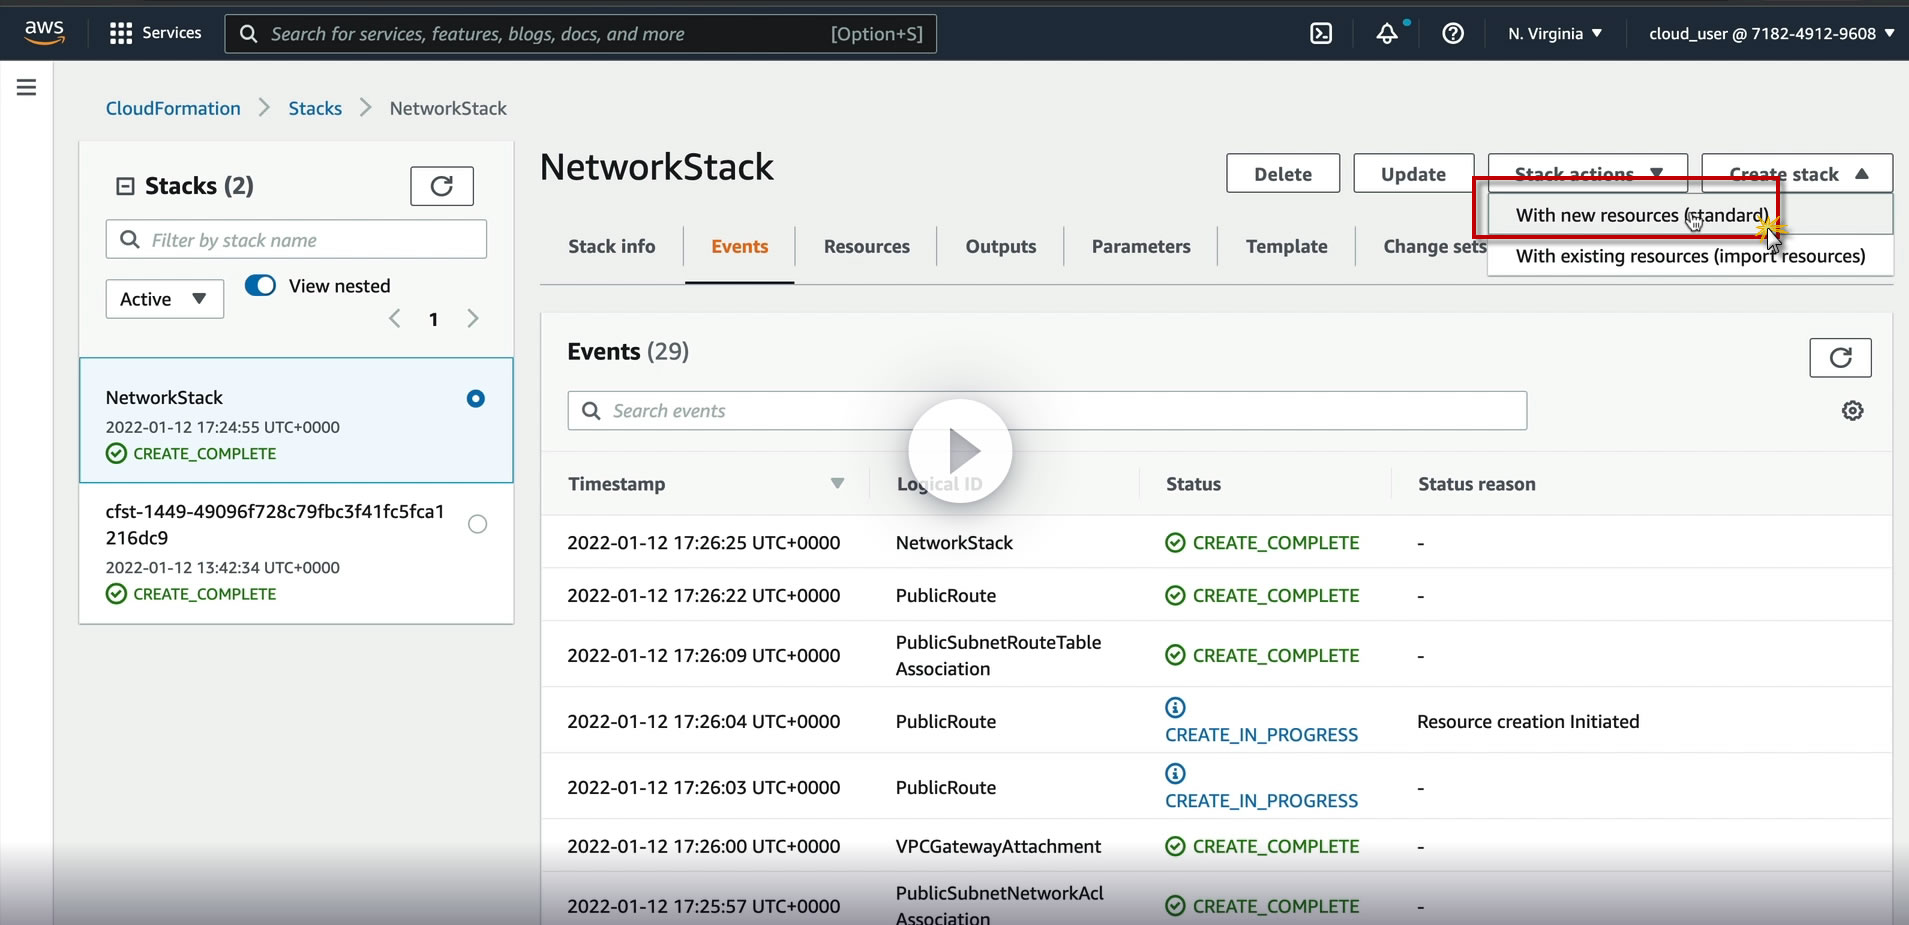 aws
Services
Search for services, features, blogs, docs, and more
[Option+S]
N. Virginia
cloud_user @ 7182-4912-9608
CloudFormation
Stacks
NetworkStack
Stacks (2)
Filter by stack name
Active
View nested
1
NetworkStack
2022-01-12 17:24:55 UTC+0000
CREATE_COMPLETE
cfst-1449-49096f728c79fbc3f41fc5fca1
216dc9
2022-01-12 13:42:34 UTC+0000
CREATE_COMPLETE
NetworkStack
Delete
Update
Stack actions
Create stack
With new resources (standard)
With existing resources (import resources)
Stack info
Events
Resources
Outputs
Parameters
Template
Change sets
Events (29)
Search events
Timestamp
Logical ID
Status
Status reason
2022-01-12 17:26:25 UTC+0000
NetworkStack
CREATE_COMPLETE
-
2022-01-12 17:26:22 UTC+0000
PublicRoute
CREATE_COMPLETE
-
2022-01-12 17:26:09 UTC+0000
PublicSubnetRouteTable
Association
CREATE_COMPLETE
-
2022-01-12 17:26:04 UTC+0000
PublicRoute
CREATE_IN_PROGRESS
Resource creation Initiated
2022-01-12 17:26:03 UTC+0000
PublicRoute
CREATE_IN_PROGRESS
-
2022-01-12 17:26:00 UTC+0000
VPCGatewayAttachment
CREATE_COMPLETE
-
2022-01-12 17:25:57 UTC+0000
PublicSubnetNetworkAcl
Association
CREATE_COMPLETE
-